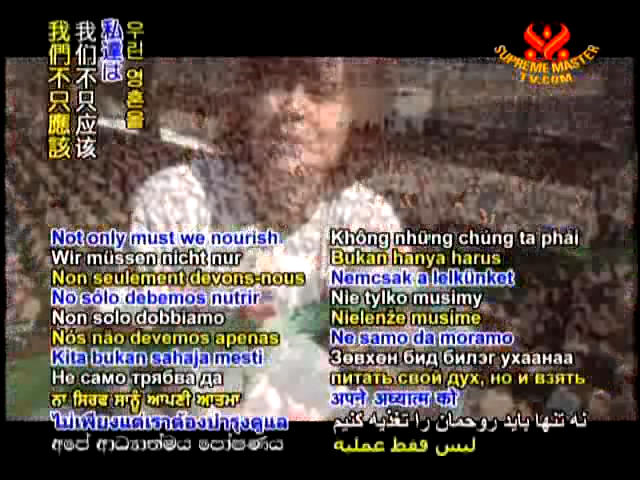 我們不只應該
我们不只应该
私達は
우린 영혼을
SUPREME MASTER
TV.COM
Not only must we nourish
Wir müssen nicht nur
Non seulement devons-nous
No sólo debemos nutrir
Non solo dobbiamo
Nós não devemos apenas
Kita bukan sahaja mesti
Не само трябва да
ਨਾ ਸਿਰਫ ਸਾਨੂੰ ਆਪਣੀ ਆਤਮਾ
ไม่เพียงแต่เราต้องบำรุงดูแล
අපේ ආධ්‍යාත්මය පෝෂණය
Không những chúng ta phải
Bukan hanya harus
Nemcsak a lelkünket
Nie tylko musimy
Nielenže musíme
Ne samo da moramo
Зөвхөн бид билэг ухаанаа
питать свой дух, но и взять
अपने अध्यात्म को
نه تنها باید روحمان را تغذیه کنیم
ليس فقط عملية